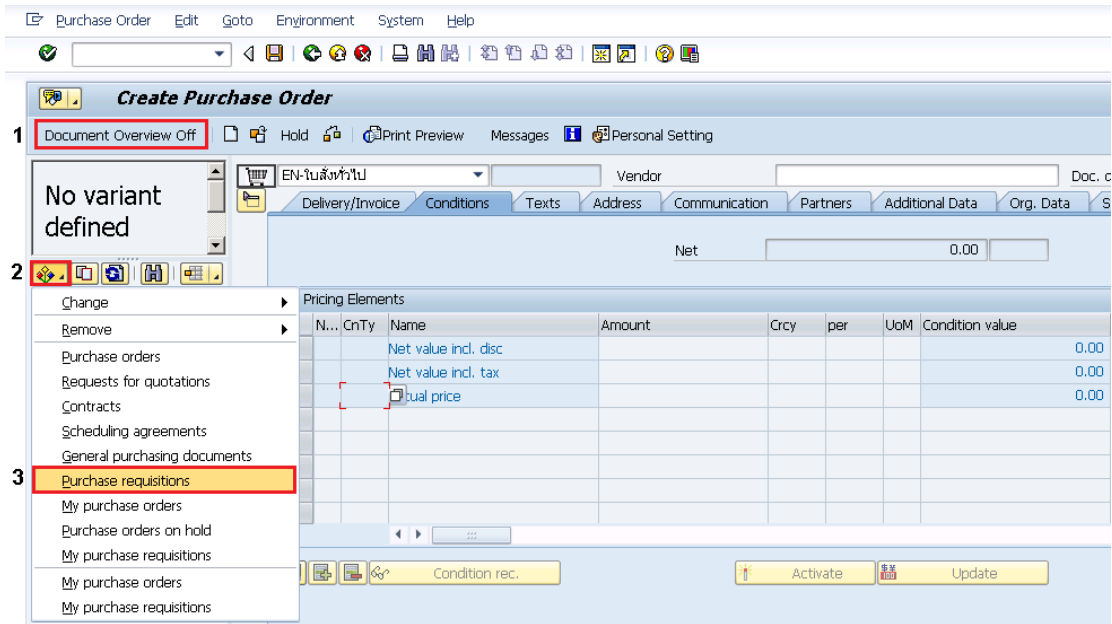 Purchase Order Edit Goto Environment System Help
Create Purchase Order
1 Document Overview Off Hold Print Preview Messages Personal Setting
No variant
defined
EN-ใบสั่งทั่วไป Vendor Doc. c
Delivery/Invoice Conditions Texts Address Communication Partners Additional Data Org. Data S
Net 0.00
2
Change
Remove
Purchase orders
Requests for quotations
Contracts
Scheduling agreements
General purchasing documents
3 Purchase requisitions
My purchase orders
Purchase orders on hold
My purchase requisitions
My purchase orders
My purchase requisitions
Pricing Elements
N... CnTy Name Amount Crcy per UoM Condition value
Net value incl. disc 0.00
Net value incl. tax 0.00
tual price 0.00
Condition rec. Activate Update